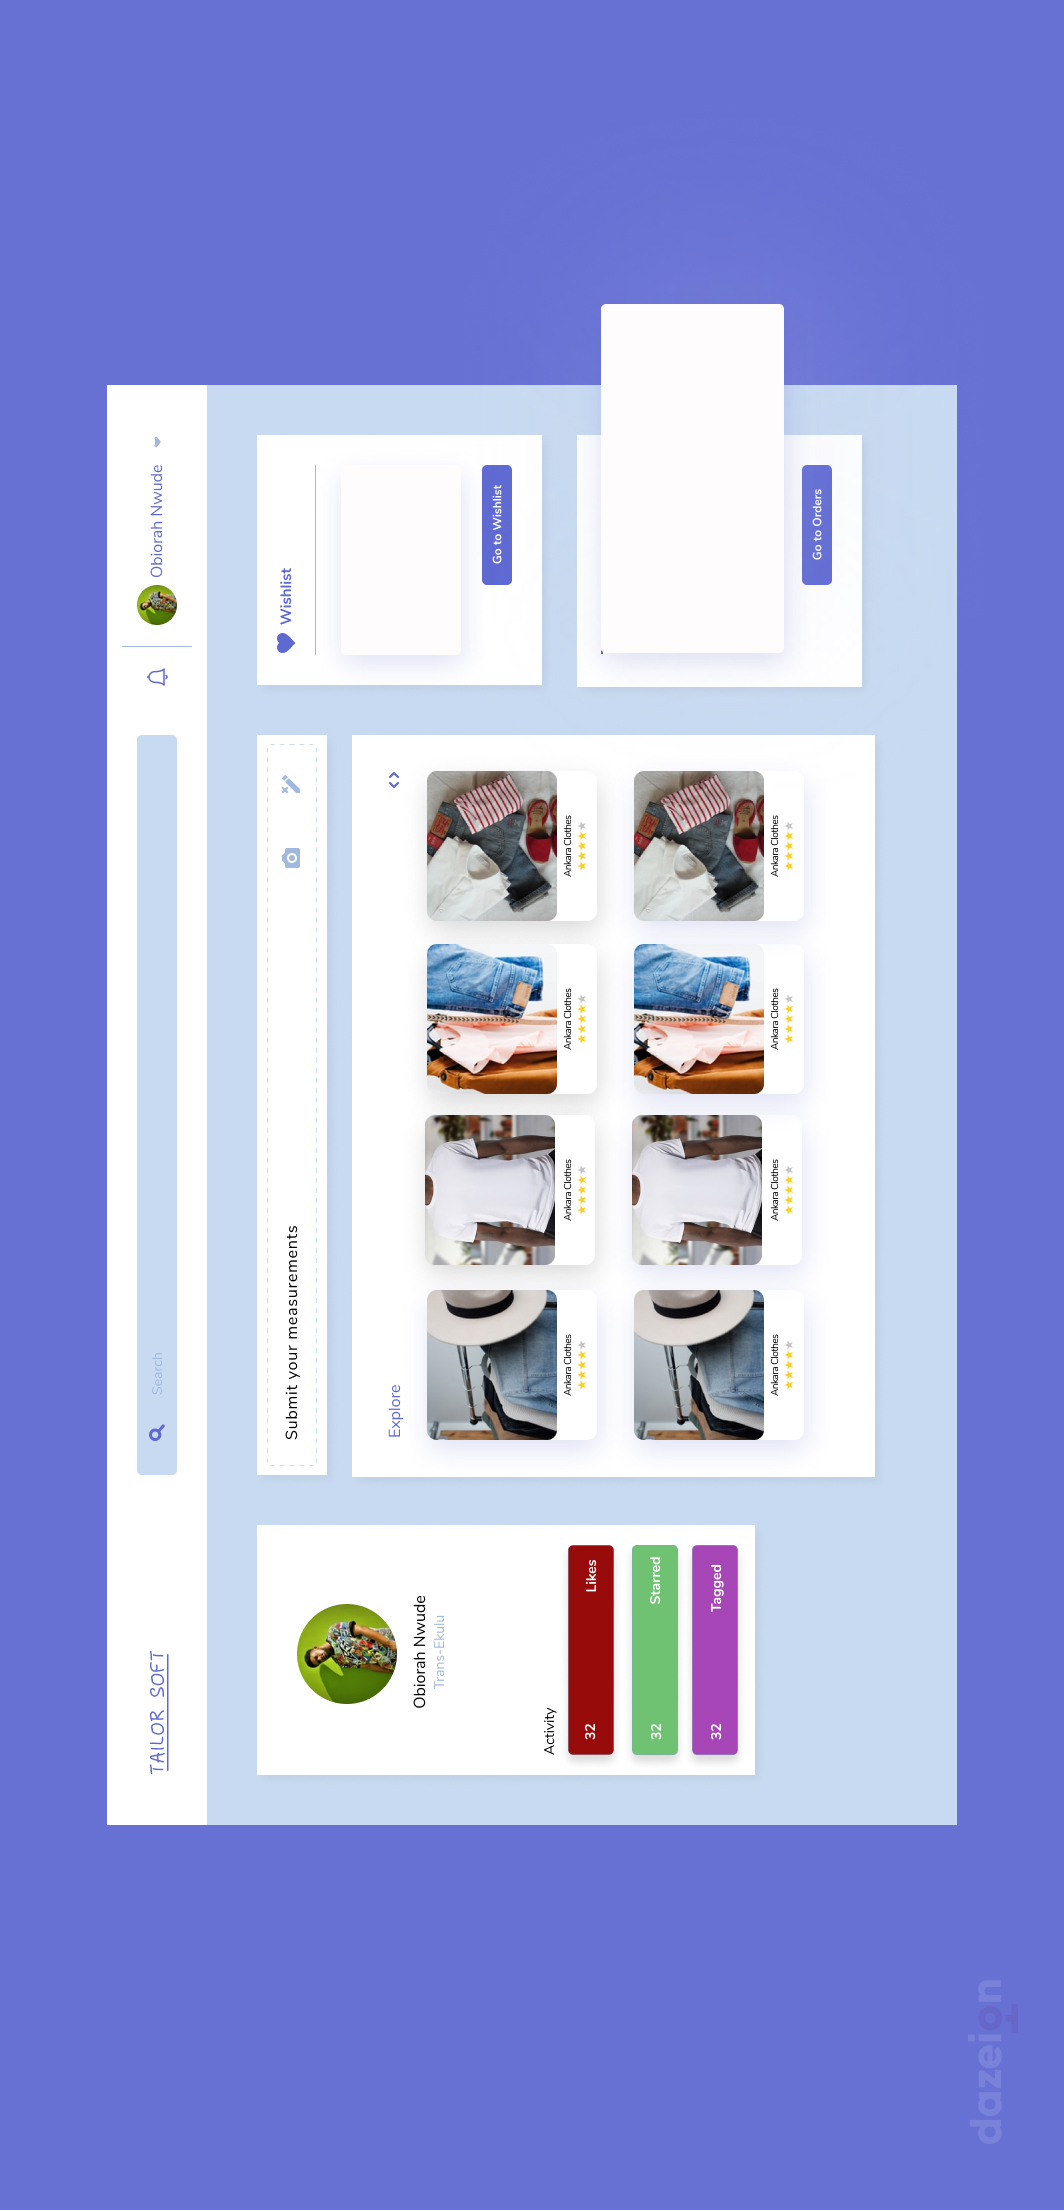 TAILOR SOFT
Search
Obiorah Nwude
Obiorah Nwude
Trans-Ekulu
Activity
32 Likes
32 Starred
32 Tagged
Submit your measurements
Explore
Ankara Clothes
Ankara Clothes
Ankara Clothes
Ankara Clothes
Ankara Clothes
Ankara Clothes
Ankara Clothes
Ankara Clothes
Wishlist
Go to Wishlist
Go to Orders
dazeion